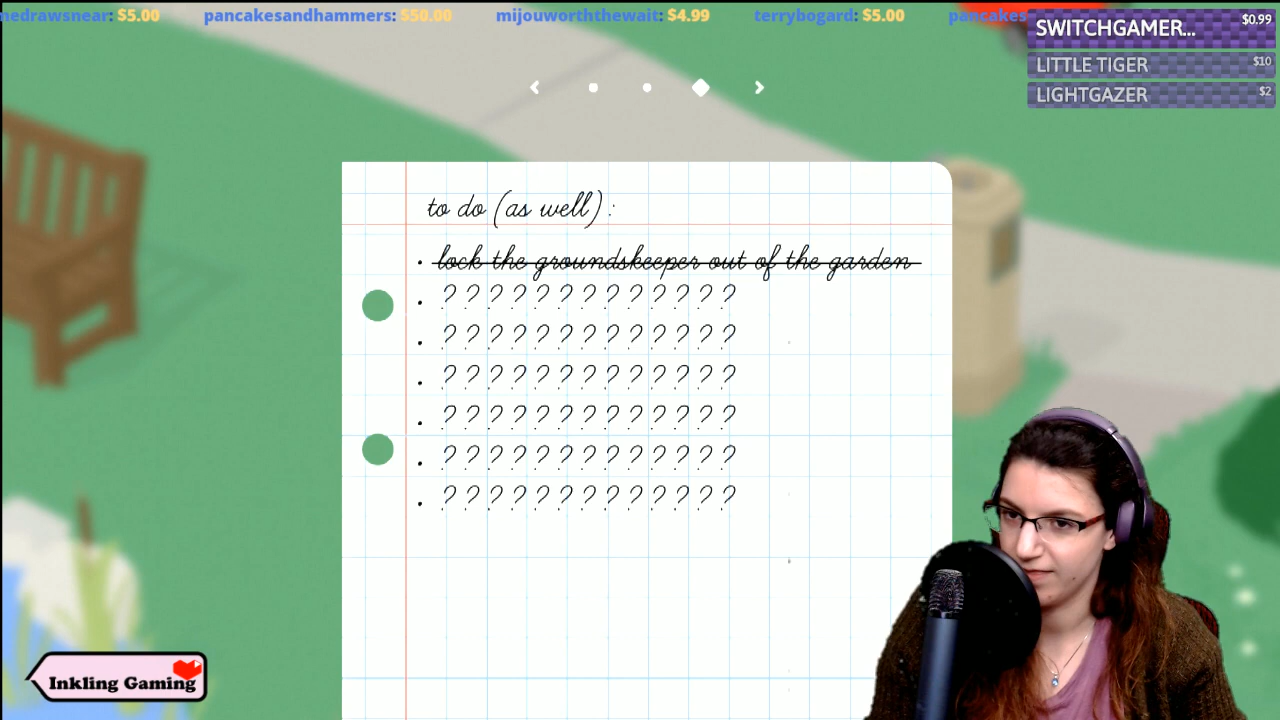 nedrawsnear: $5.00 pancakesandhammers: $50.00 mijouworththewait: $4.99 terrybogard: $5.00 pancakes
SWITCHGAMER... $0.99
LITTLE TIGER $10
LIGHTGAZER $2
to do (as well):
• lock the groundskeeper out of the garden
• ?????????????
• ?????????????
• ?????????????
• ?????????????
• ?????????????
• ?????????????
Inkling Gaming